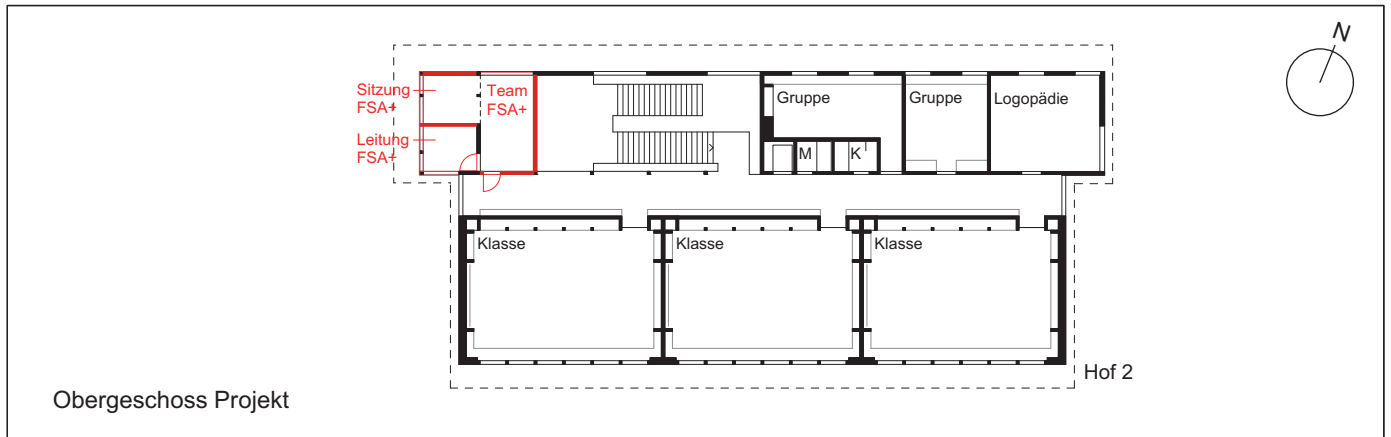 N
Sitzung
FSA+
Team
FSA+
Leitung
FSA+
Gruppe
Gruppe
Logopädie
M
K
Klasse
Klasse
Klasse
Hof 2
Obergeschoss Projekt